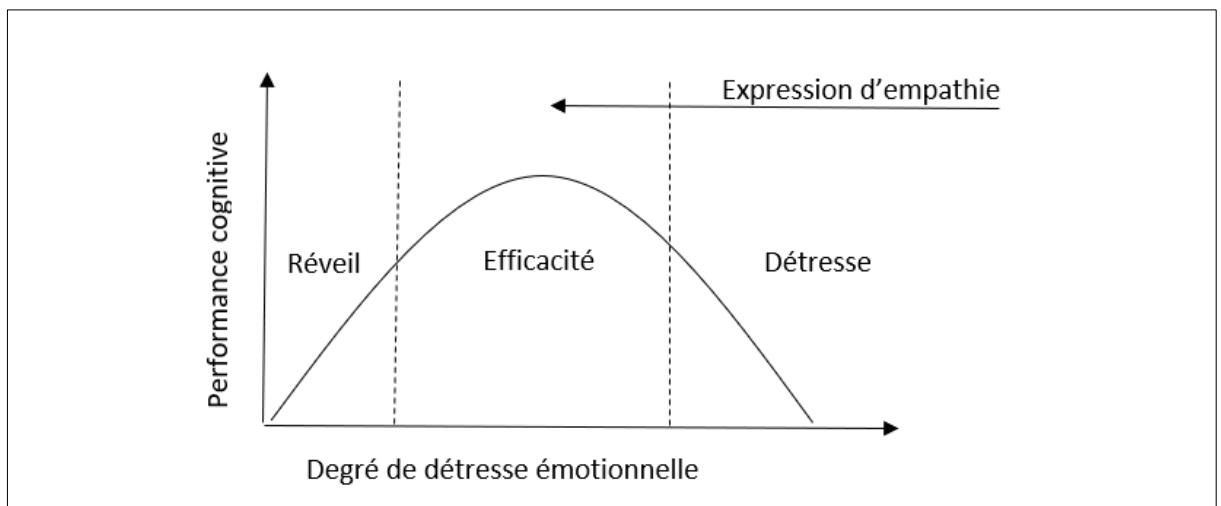 Expression d’empathie
Performance cognitive
Réveil
Efficacité
Détresse
Degré de détresse émotionnelle